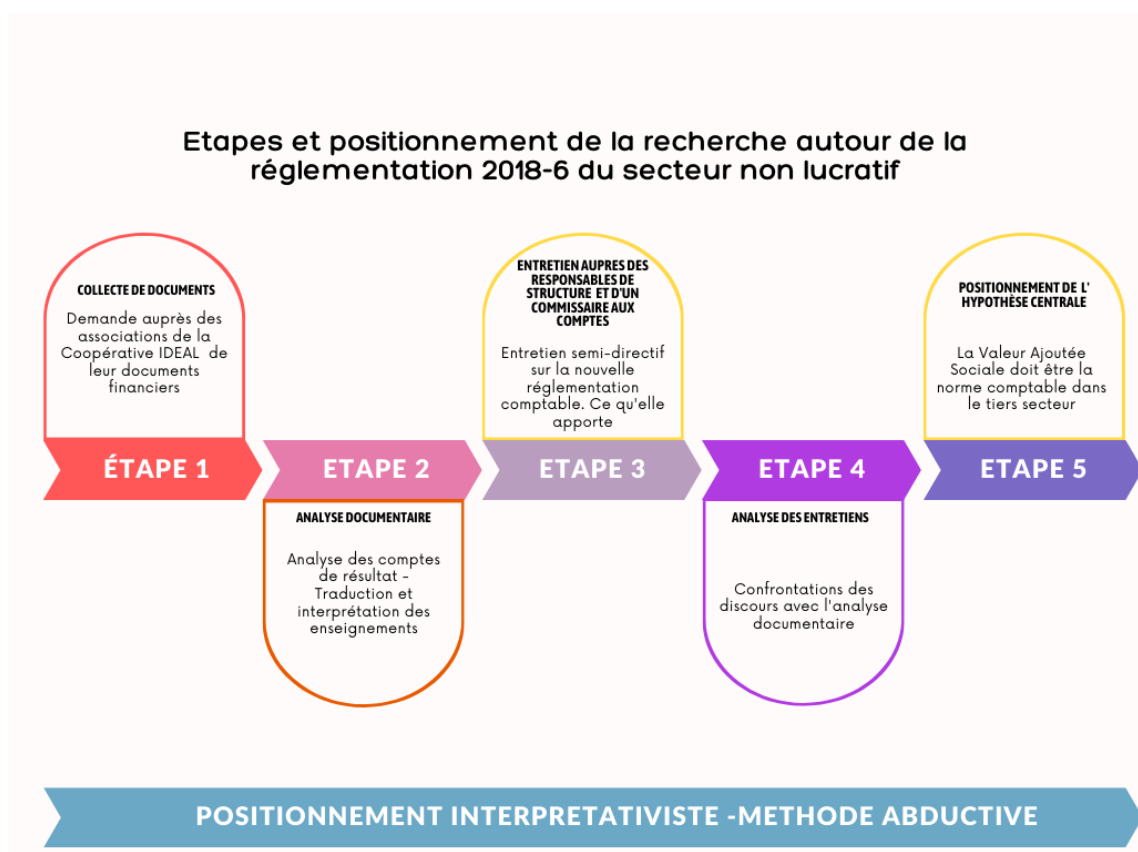 Etapes et positionnement de la recherche autour de la
réglementation 2018-6 du secteur non lucratif
COLLECTE DE DOCUMENTS
Demande auprès des
associations de la
Coopérative IDEAL de
leur documents
financiers
ÉTAPE 1
ETAPE 2
ANALYSE DOCUMENTAIRE
Analyse des comptes
de résultat -
Traduction et
interprétation des
enseignements
ENTRETIEN AUPRES DES
RESPONSABLES DE
STRUCTURE ET D'UN
COMMISSAIRE AUX
COMPTES
Entretien semi-directif
sur la nouvelle
réglementation
comptable. Ce qu'elle
apporte
ETAPE 3
ETAPE 4
ANALYSE DES ENTRETIENS
Confrontations des
discours avec l'analyse
documentaire
POSITIONNEMENT DE L'
HYPOTHÈSE CENTRALE
La Valeur Ajoutée
Sociale doit être la
norme comptable dans
le tiers secteur
ETAPE 5
POSITIONNEMENT INTERPRETATIVISTE -METHODE ABDUCTIVE